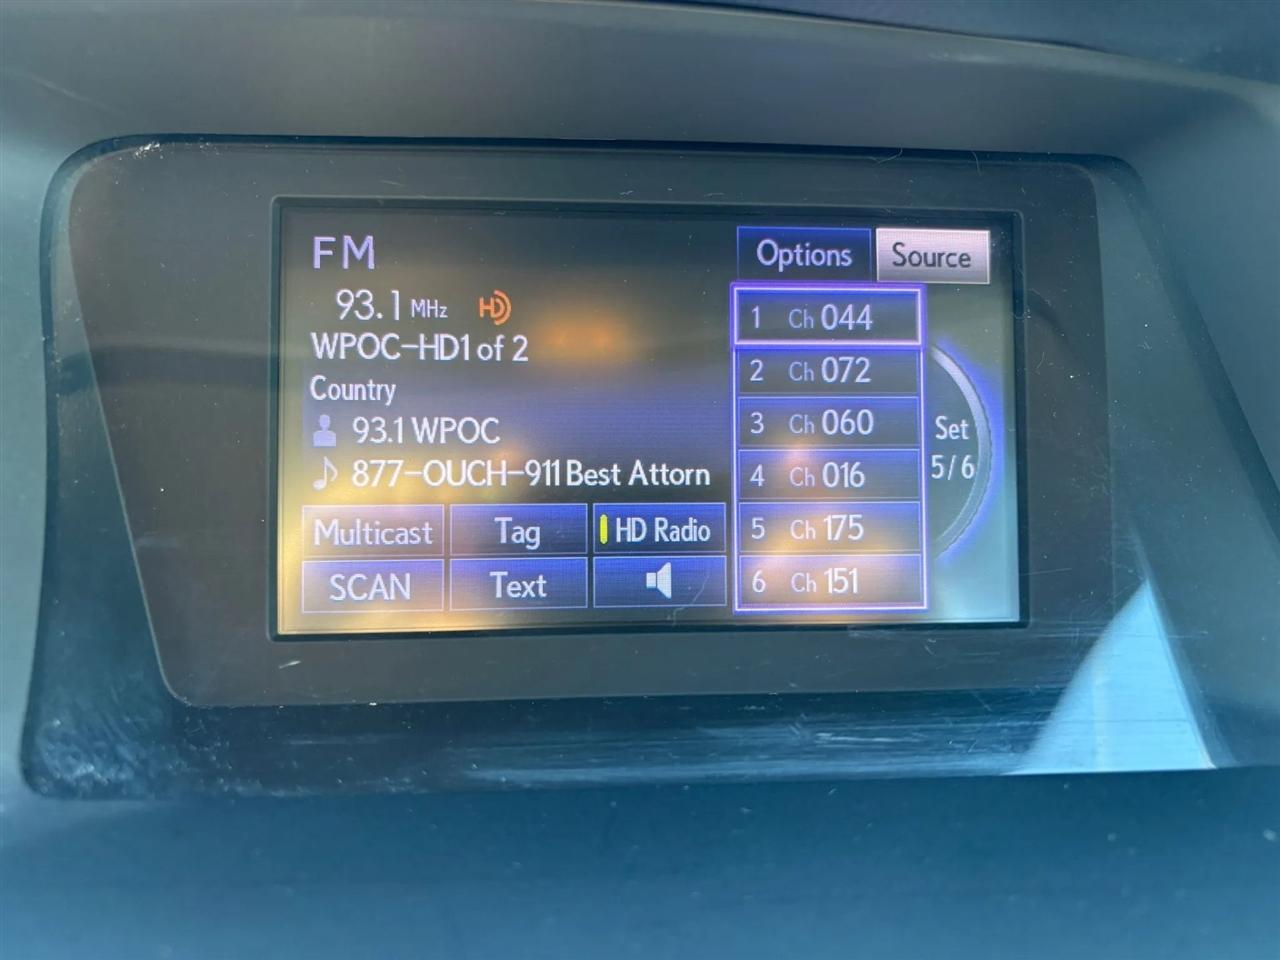 FM
93.1 MHz HD
WPOC-HD1 of 2
Country
93.1 WPOC
877-OUCH-911 Best Attorn
Multicast Tag HD Radio
SCAN Text
Options Source
1 Ch 044
2 Ch 072
3 Ch 060
4 Ch 016
5 Ch 175
6 Ch 151
Set
5/6